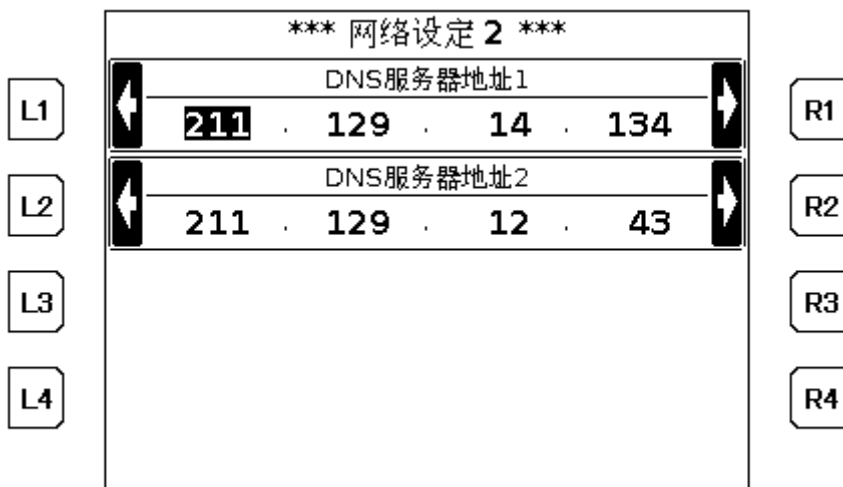 *** 网络设定 2 ***
DNS服务器地址1
L1 211 . 129 . 14 . 134 R1
DNS服务器地址2
L2 211 . 129 . 12 . 43 R2
L3 R3
L4 R4